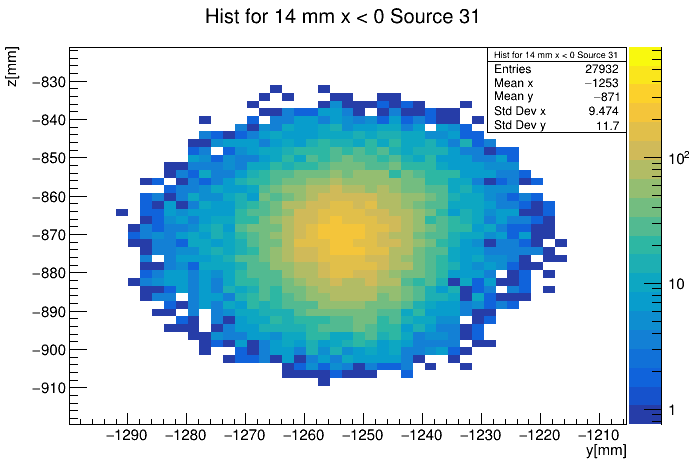 Hist for 14 mm x < 0 Source 31
z[mm]
Hist for 14 mm x < 0 Source 31
Entries 27932
Mean x −1253
Mean y −871
Std Dev x 9.474
Std Dev y 11.7
−830
−840
−850
−860
−870
−880
−890
−900
−910
10²
10
1
−1290 −1280 −1270 −1260 −1250 −1240 −1230 −1220 −1210
y[mm]